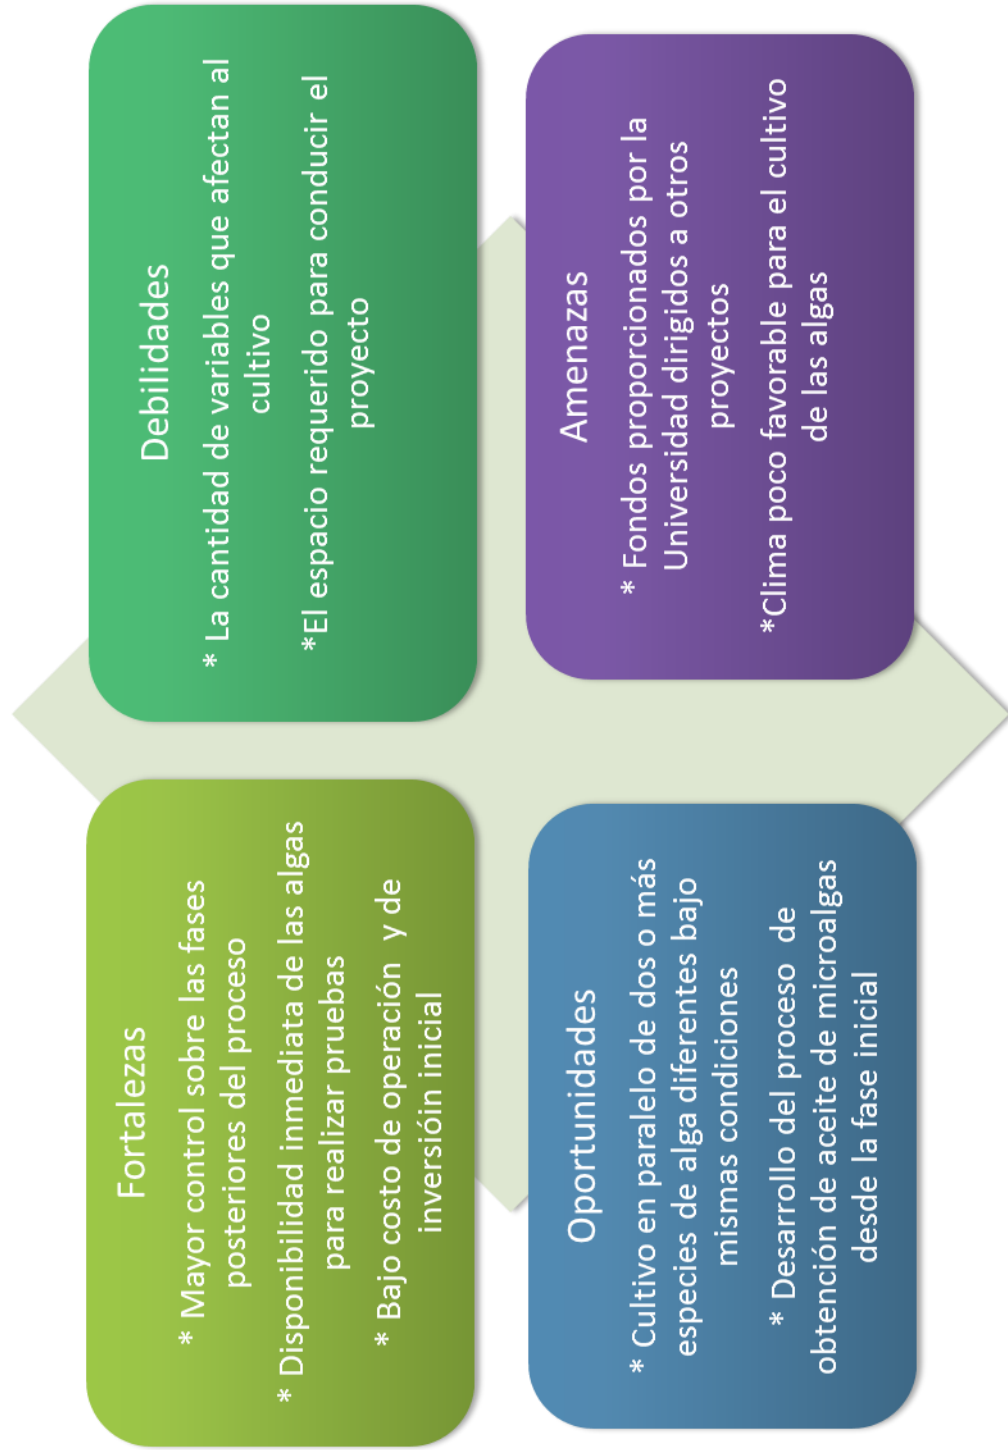 Fortalezas
* Mayor control sobre las fases
posteriores del proceso
* Disponibilidad inmediata de las algas
para realizar pruebas
* Bajo costo de operación  y de
inversión inicial
Debilidades
* La cantidad de variables que afectan al
cultivo
*El espacio requerido para conducir el
proyecto
Oportunidades
* Cultivo en paralelo de dos o más
especies de alga diferentes bajo
mismas condiciones
* Desarrollo del proceso  de
obtención de aceite de microalgas
desde la fase inicial
Amenazas
* Fondos proporcionados por la
Universidad dirigidos a otros
proyectos
*Clima poco favorable para el cultivo
de las algas